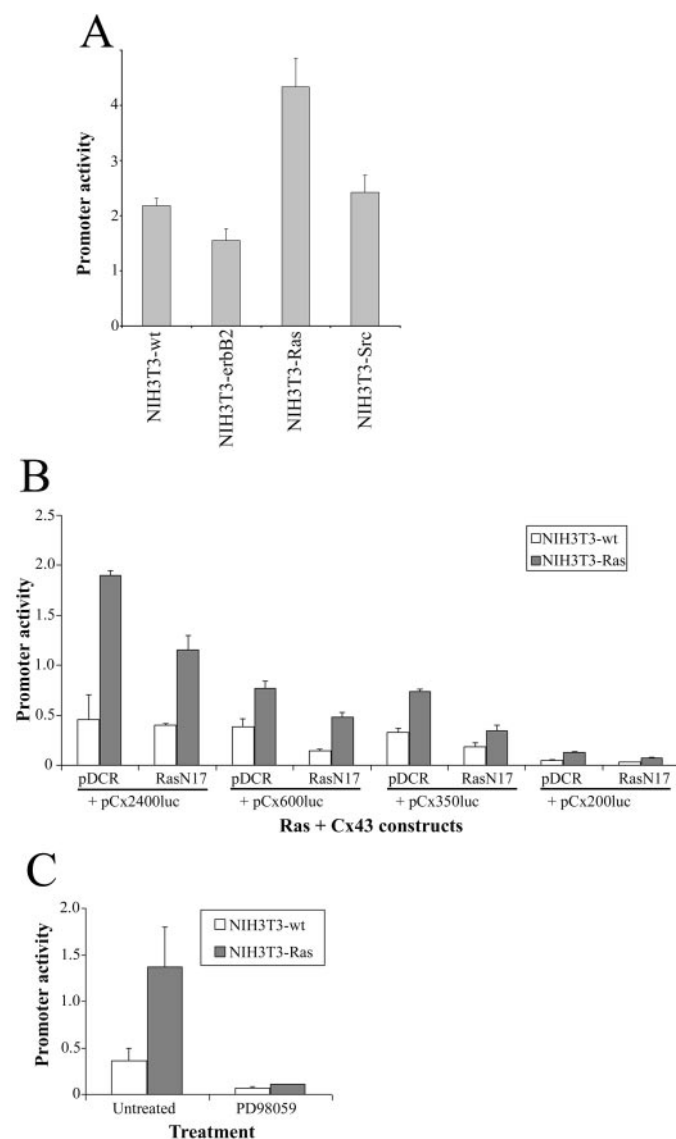 A
Promoter activity
4
3
2
1
0
NIH3T3-wt
NIH3T3-erbB2
NIH3T3-Ras
NIH3T3-Src
B
Promoter activity
2.5
2.0
1.5
1.0
0.5
0
NIH3T3-wt
NIH3T3-Ras
pDCR RasN17 pDCR RasN17 pDCR RasN17 pDCR RasN17
+ pCx2400luc + pCx600luc + pCx350luc + pCx200luc
Ras + Cx43 constructs
C
Promoter activity
2.0
1.5
1.0
0.5
0
NIH3T3-wt
NIH3T3-Ras
Untreated PD98059
Treatment